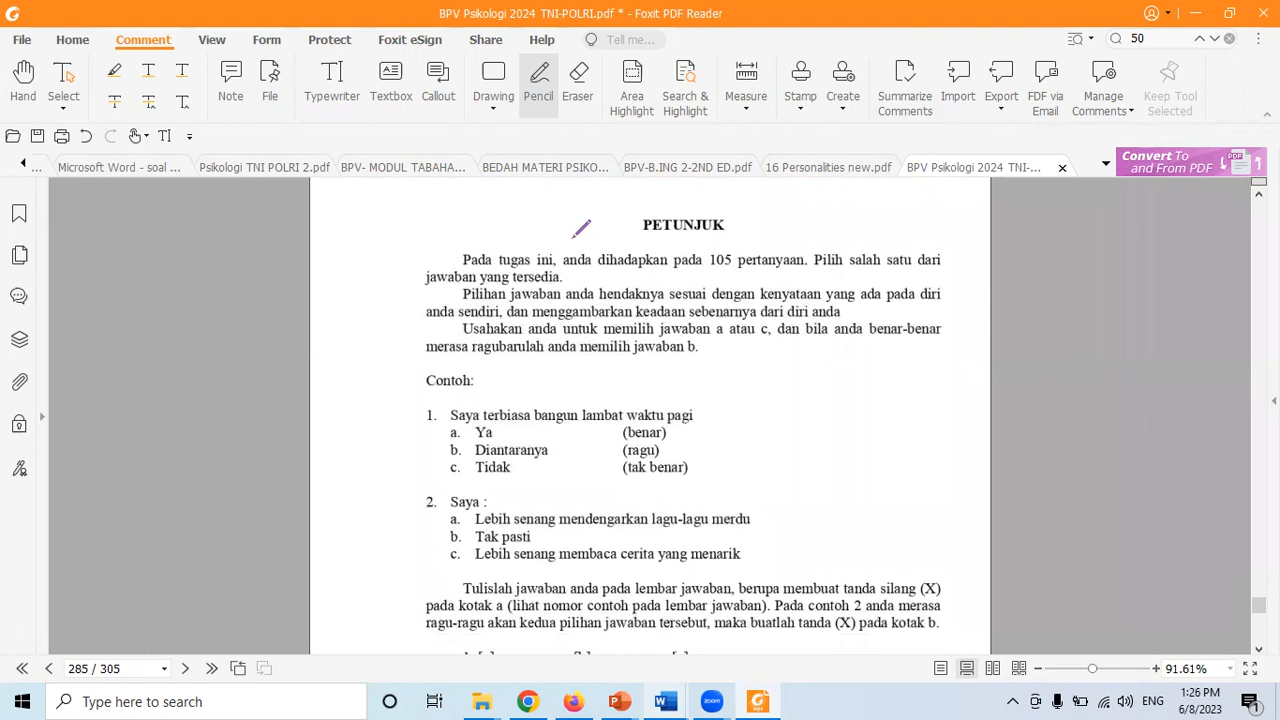 BPV Psikologi 2024 TNI-POLRI.pdf * - Foxit PDF Reader
File Home Comment View Form Protect Foxit eSign Share Help Tell me... 50
Hand Select Note File Typewriter Textbox Callout Drawing Pencil Eraser Area Highlight Search & Highlight Measure Stamp Create Summarize Comments Import Export FDF via Email Manage Comments Keep Tool Selected
... Microsoft Word - soal ... Psikologi TNI POLRI 2.pdf BPV- MODUL TABAHA... BEDAH MATERI PSIKO... BPV-B.ING 2-2ND ED.pdf 16 Personalities new.pdf BPV Psikologi 2024 TNI-... Convert To and From PDF PDF
PETUNJUK
Pada tugas ini, anda dihadapkan pada 105 pertanyaan. Pilih salah satu dari
jawaban yang tersedia.
Pilihan jawaban anda hendaknya sesuai dengan kenyataan yang ada pada diri
anda sendiri, dan menggambarkan keadaan sebenarnya dari diri anda
Usahakan anda untuk memilih jawaban a atau c, dan bila anda benar-benar
merasa ragubarulah anda memilih jawaban b.
Contoh:
1. Saya terbiasa bangun lambat waktu pagi
a. Ya (benar)
b. Diantaranya (ragu)
c. Tidak (tak benar)
2. Saya :
a. Lebih senang mendengarkan lagu-lagu merdu
b. Tak pasti
c. Lebih senang membaca cerita yang menarik
Tulislah jawaban anda pada lembar jawaban, berupa membuat tanda silang (X)
pada kotak a (lihat nomor contoh pada lembar jawaban). Pada contoh 2 anda merasa
ragu-ragu akan kedua pilihan jawaban tersebut, maka buatlah tanda (X) pada kotak b.
285 / 305 91.61%
Type here to search zoom ENG 1:26 PM
6/8/2023